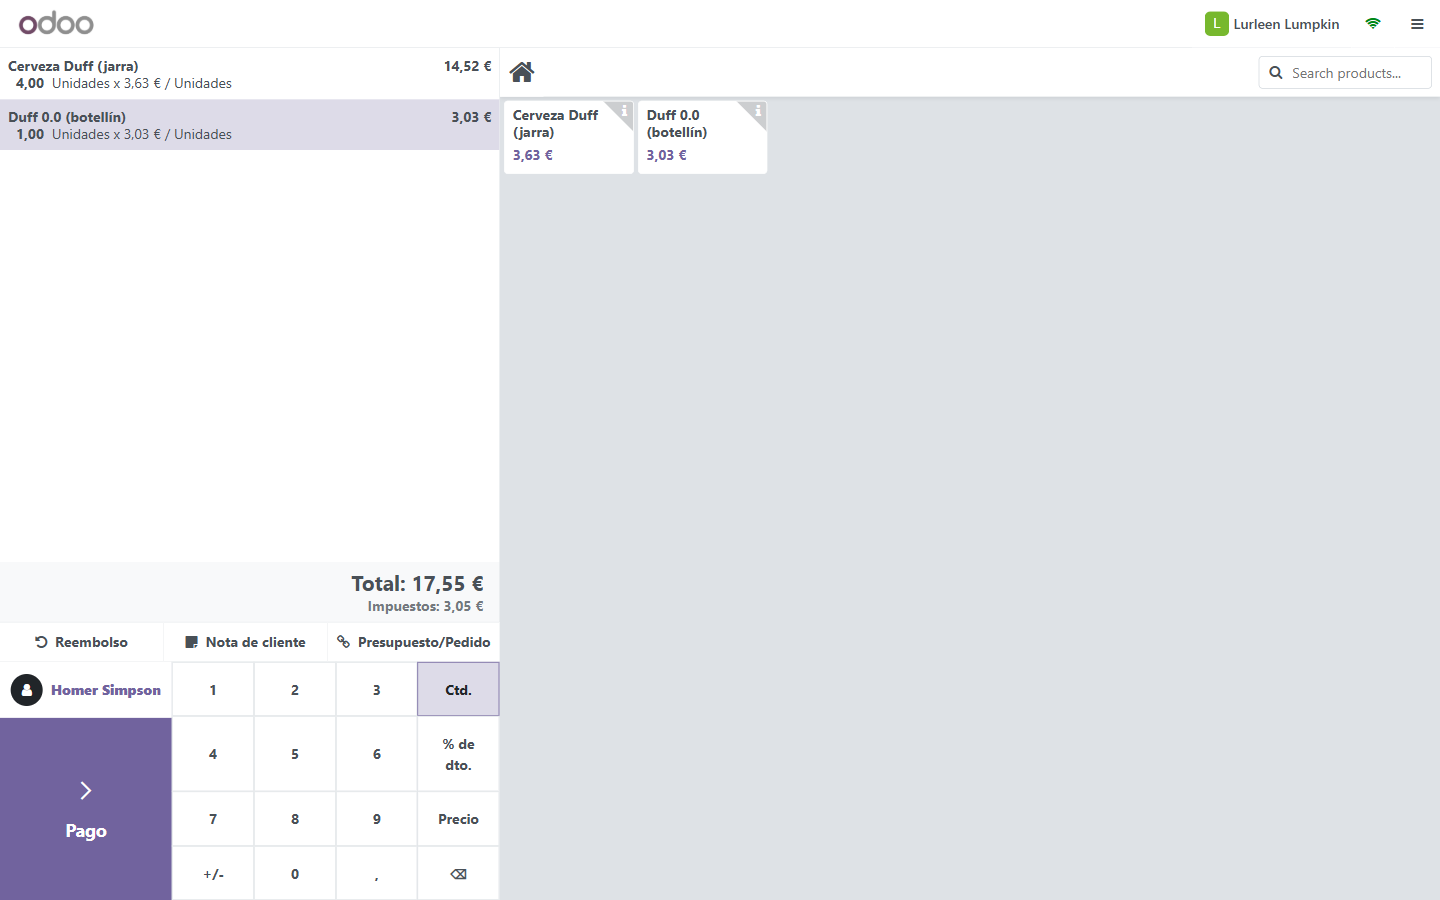 odoo
L Lurleen Lumpkin
Cerveza Duff (jarra) 14,52 €
4,00 Unidades x 3,63 € / Unidades
Duff 0.0 (botellín) 3,03 €
1,00 Unidades x 3,03 € / Unidades
Total: 17,55 €
Impuestos: 3,05 €
Reembolso
Nota de cliente
Presupuesto/Pedido
Homer Simpson
Pago
1 2 3 Ctd.
4 5 6 % de
dto.
7 8 9 Precio
+/- 0 , ⌫
Search products...
Cerveza Duff
(jarra)
3,63 €
Duff 0.0
(botellín)
3,03 €